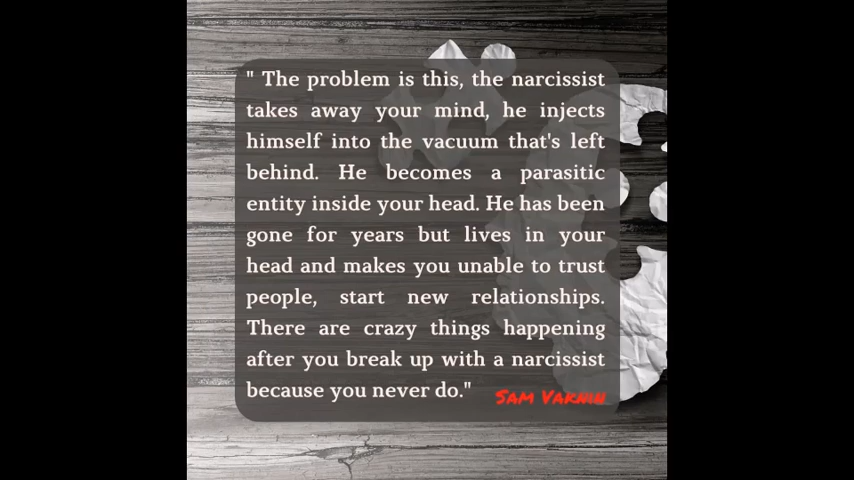 " The problem is this, the narcissist
takes away your mind, he injects
himself into the vacuum that's left
behind. He becomes a parasitic
entity inside your head. He has been
gone for years but lives in your
head and makes you unable to trust
people, start new relationships.
There are crazy things happening
after you break up with a narcissist
because you never do."
SAM VAKNIN